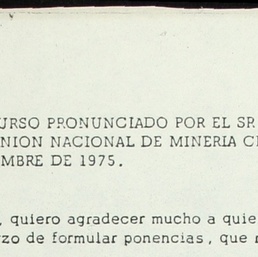 URSO PRONUNCIADO POR EL SR
NION NACIONAL DE MINERIA C
MBRE DE 1975.
, quiero agradecer mucho a quie
zo de formular ponencias, que